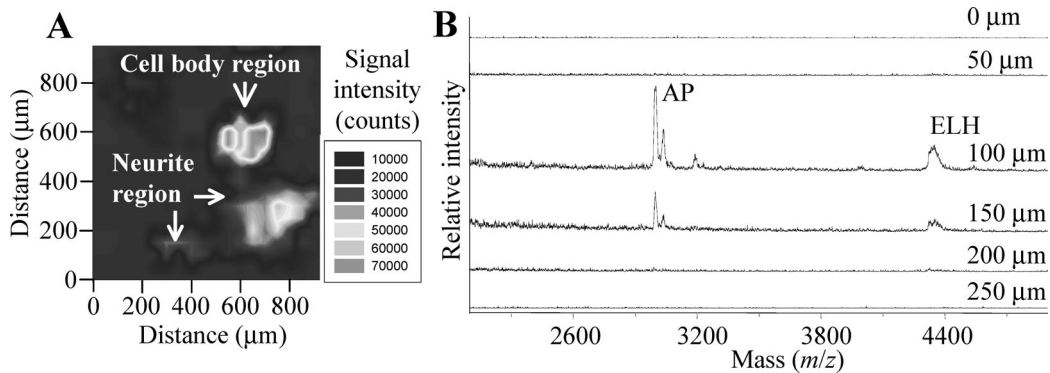 A
Cell body region
Neurite
region
Distance (µm)
800
600
400
200
0
0 200 400 600 800
Distance (µm)
Signal
intensity
(counts)
10000
20000
30000
40000
50000
60000
70000
B
Relative intensity
0 µm
50 µm
AP
ELH
100 µm
150 µm
200 µm
250 µm
2600 3200 3800 4400
Mass (m/z)